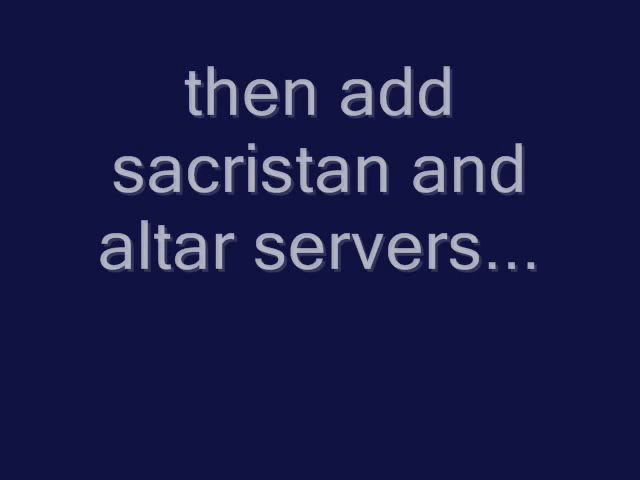 then add
sacristan and
altar servers...